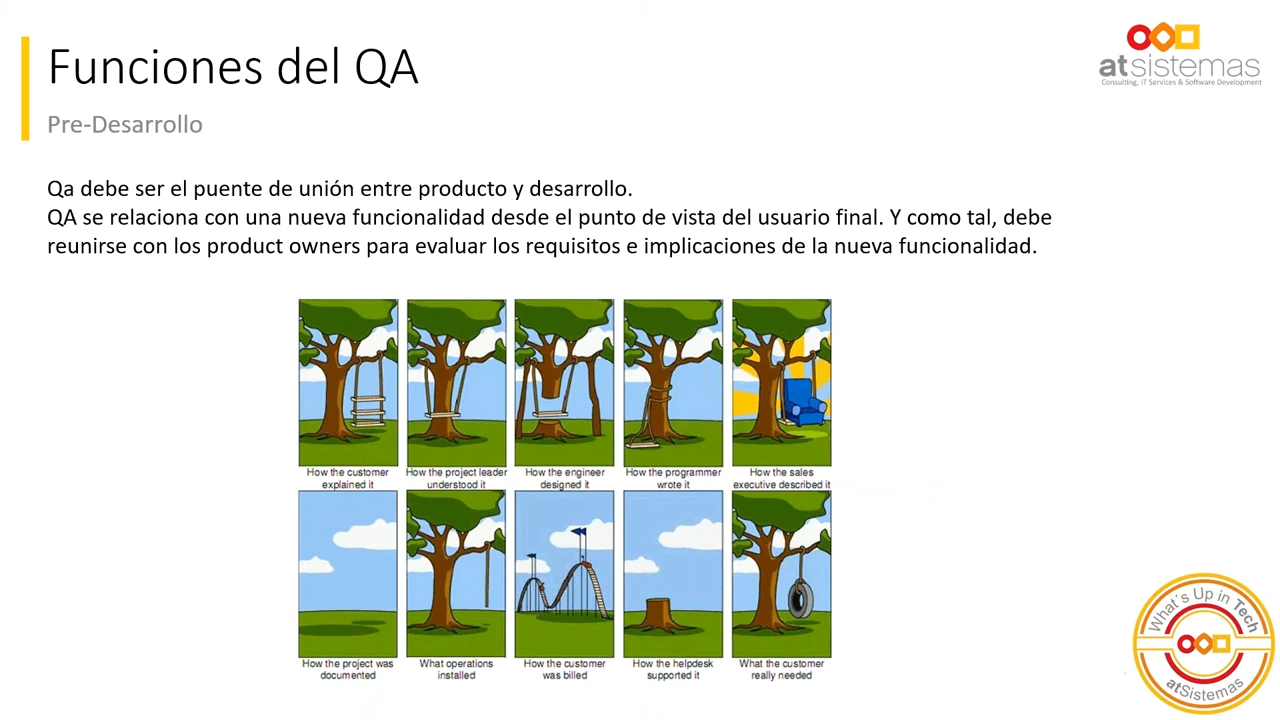 Funciones del QA
Pre-Desarrollo
atsistemas
Consulting, IT Services & Software Development
Qa debe ser el puente de unión entre producto y desarrollo.
QA se relaciona con una nueva funcionalidad desde el punto de vista del usuario final. Y como tal, debe
reunirse con los product owners para evaluar los requisitos e implicaciones de la nueva funcionalidad.
How the customer
explained it
How the project leader
understood it
How the engineer
designed it
How the programmer
wrote it
How the sales
executive described it
How the project was
documented
What operations
installed
How the customer
was billed
How the helpdesk
supported it
What the customer
really needed
What's Up in Tech
atSistemas